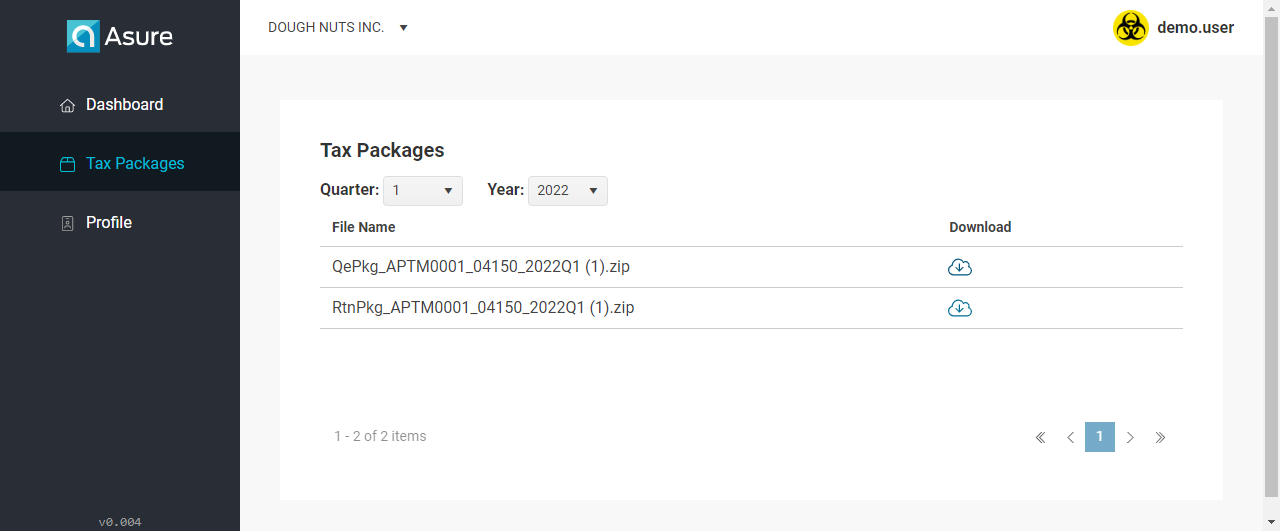 Asure
DOUGH NUTS INC.
demo.user
Dashboard
Tax Packages
Profile
v0.004
Tax Packages
Quarter: 1 Year: 2022
File Name Download
QePkg_APTM0001_04150_2022Q1 (1).zip
RtnPkg_APTM0001_04150_2022Q1 (1).zip
1 - 2 of 2 items
1